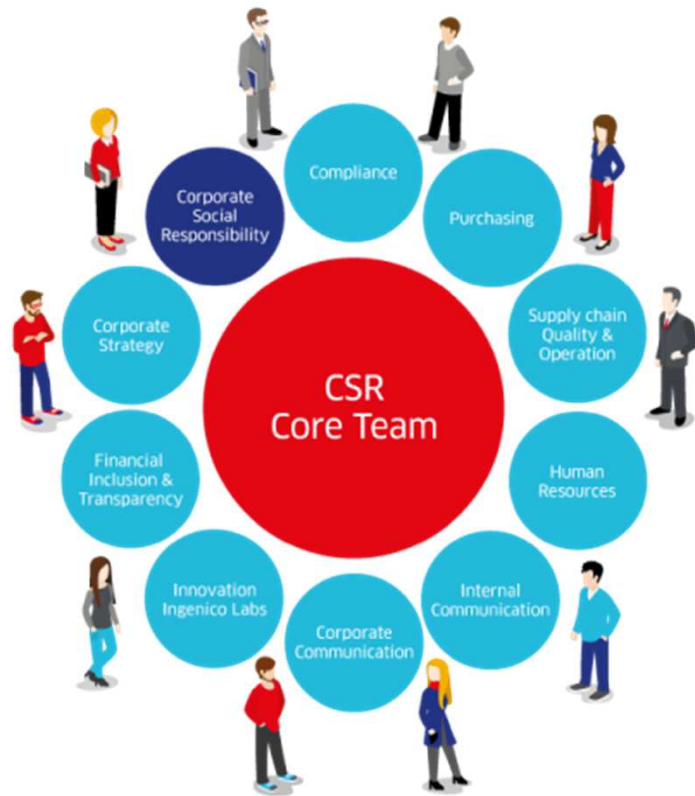 Compliance
Corporate
Social
Responsibility
Purchasing
Corporate
Strategy
Supply chain
Quality &
Operation
CSR
Core Team
Financial
Inclusion &
Transparency
Human
Resources
Innovation
Ingenico Labs
Internal
Communication
Corporate
Communication